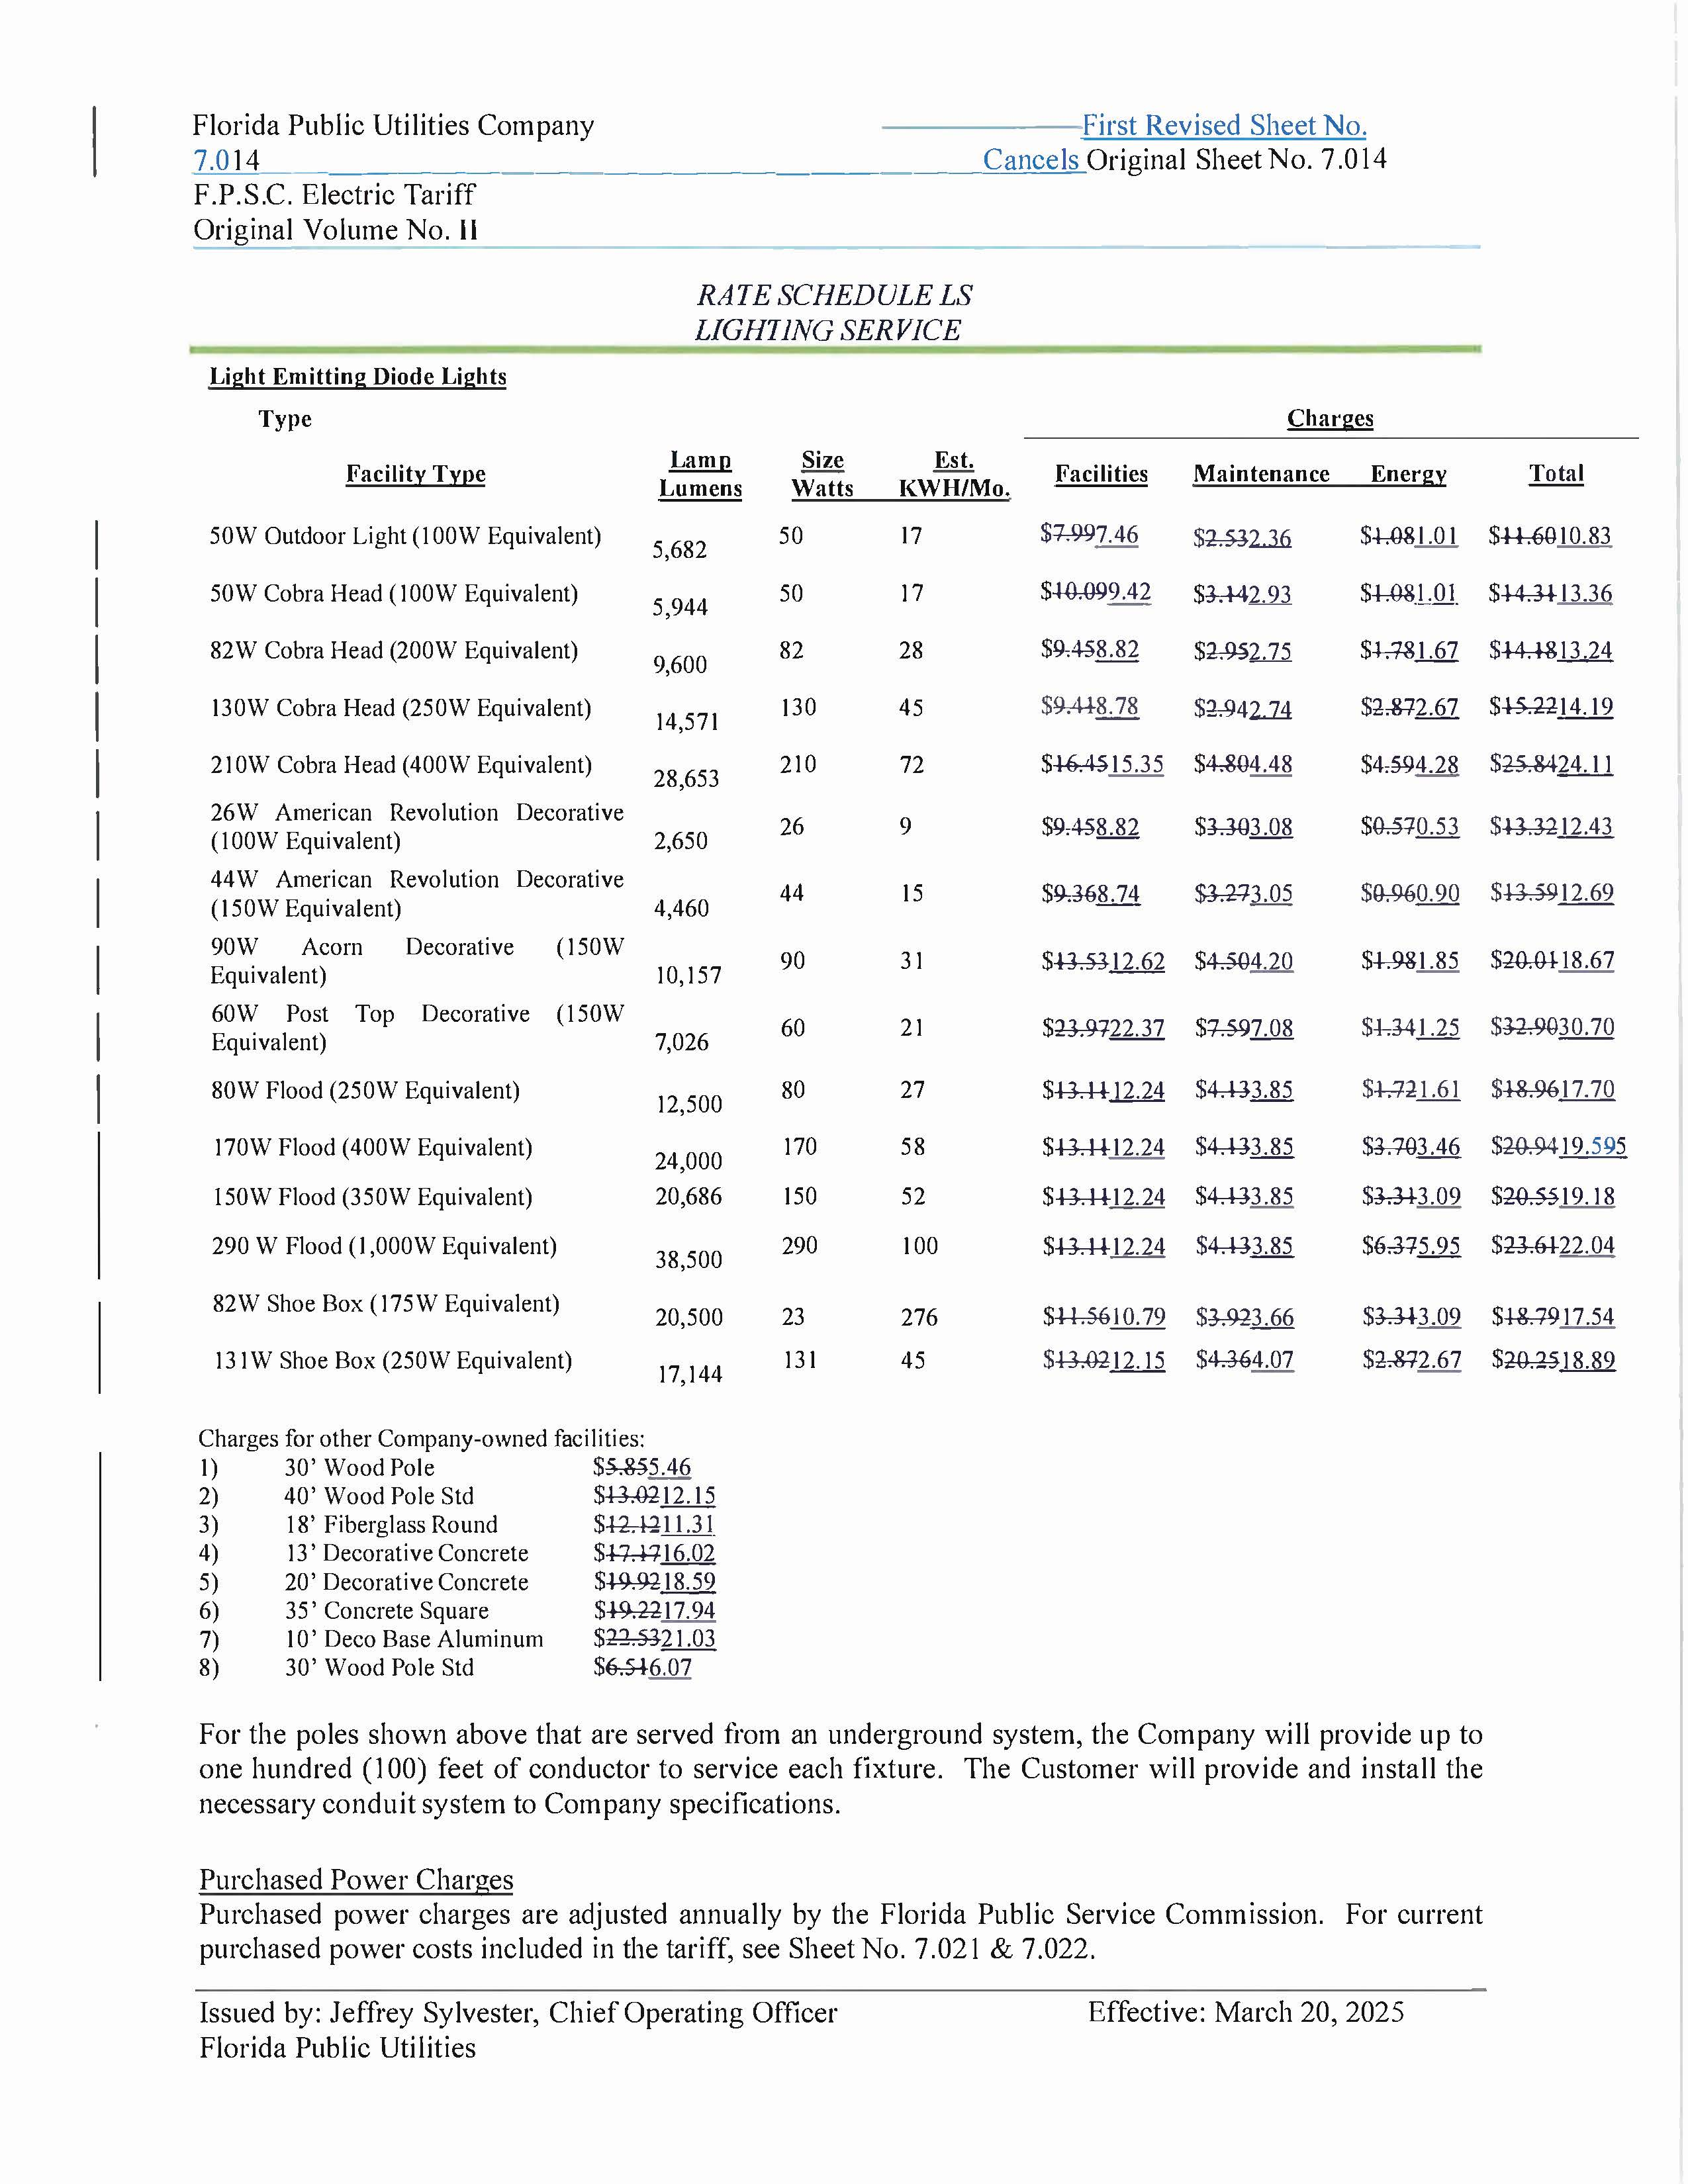 Florida Public Utilities Company First Revised Sheet No.
7.014 Cancels Original Sheet No. 7.014
F.P.S.C. Electric Tariff
Original Volume No. II
RATE SCHEDULE LS
LIGHTING SERVICE
Light Emitting Diode Lights
Type Charges
Facility Type Lamp Lumens Size Watts Est. KWH/Mo. Facilities Maintenance Energy Total
50W Outdoor Light (100W Equivalent) 5,682 50 17 $7.997.46 $2.532.36 $1.081.01 $11.6010.83
50W Cobra Head (100W Equivalent) 5,944 50 17 $10.099.42 $3.142.93 $1.081.01 $14.3113.36
82W Cobra Head (200W Equivalent) 9,600 82 28 $9.458.82 $2.952.75 $1.781.67 $14.1813.24
130W Cobra Head (250W Equivalent) 14,571 130 45 $9.418.78 $2.942.74 $2.872.67 $15.2214.19
210W Cobra Head (400W Equivalent) 28,653 210 72 $16.4515.35 $4.804.48 $4.594.28 $25.8424.11
26W American Revolution Decorative
(100W Equivalent) 2,650 26 9 $9.458.82 $3.303.08 $0.570.53 $13.3212.43
44W American Revolution Decorative
(150W Equivalent) 4,460 44 15 $9.368.74 $3.273.05 $0.960.90 $13.5912.69
90W Acorn Decorative (150W
Equivalent) 10,157 90 31 $13.5312.62 $4.504.20 $1.981.85 $20.0118.67
60W Post Top Decorative (150W
Equivalent) 7,026 60 21 $23.9722.37 $7.597.08 $1.341.25 $32.9030.70
80W Flood (250W Equivalent) 12,500 80 27 $13.1112.24 $4.133.85 $1.721.61 $18.9617.70
170W Flood (400W Equivalent) 24,000 170 58 $13.1112.24 $4.133.85 $3.703.46 $20.9419.595
150W Flood (350W Equivalent) 20,686 150 52 $13.1112.24 $4.133.85 $3.313.09 $20.5519.18
290 W Flood (1,000W Equivalent) 38,500 290 100 $13.1112.24 $4.133.85 $6.375.95 $23.6122.04
82W Shoe Box (175W Equivalent) 20,500 23 276 $11.5610.79 $3.923.66 $3.313.09 $18.7917.54
131W Shoe Box (250W Equivalent) 17,144 131 45 $13.0212.15 $4.364.07 $2.872.67 $20.2518.89
Charges for other Company-owned facilities:
1) 30’ Wood Pole $5.855.46
2) 40’ Wood Pole Std $13.0212.15
3) 18’ Fiberglass Round $12.1211.31
4) 13’ Decorative Concrete $17.1716.02
5) 20’ Decorative Concrete $19.9218.59
6) 35’ Concrete Square $19.2217.94
7) 10’ Deco Base Aluminum $22.5321.03
8) 30’ Wood Pole Std $6.516.07
For the poles shown above that are served from an underground system, the Company will provide up to
one hundred (100) feet of conductor to service each fixture. The Customer will provide and install the
necessary conduit system to Company specifications.
Purchased Power Charges
Purchased power charges are adjusted annually by the Florida Public Service Commission. For current
purchased power costs included in the tariff, see Sheet No. 7.021 & 7.022.
Issued by: Jeffrey Sylvester, Chief Operating Officer Effective: March 20, 2025
Florida Public Utilities